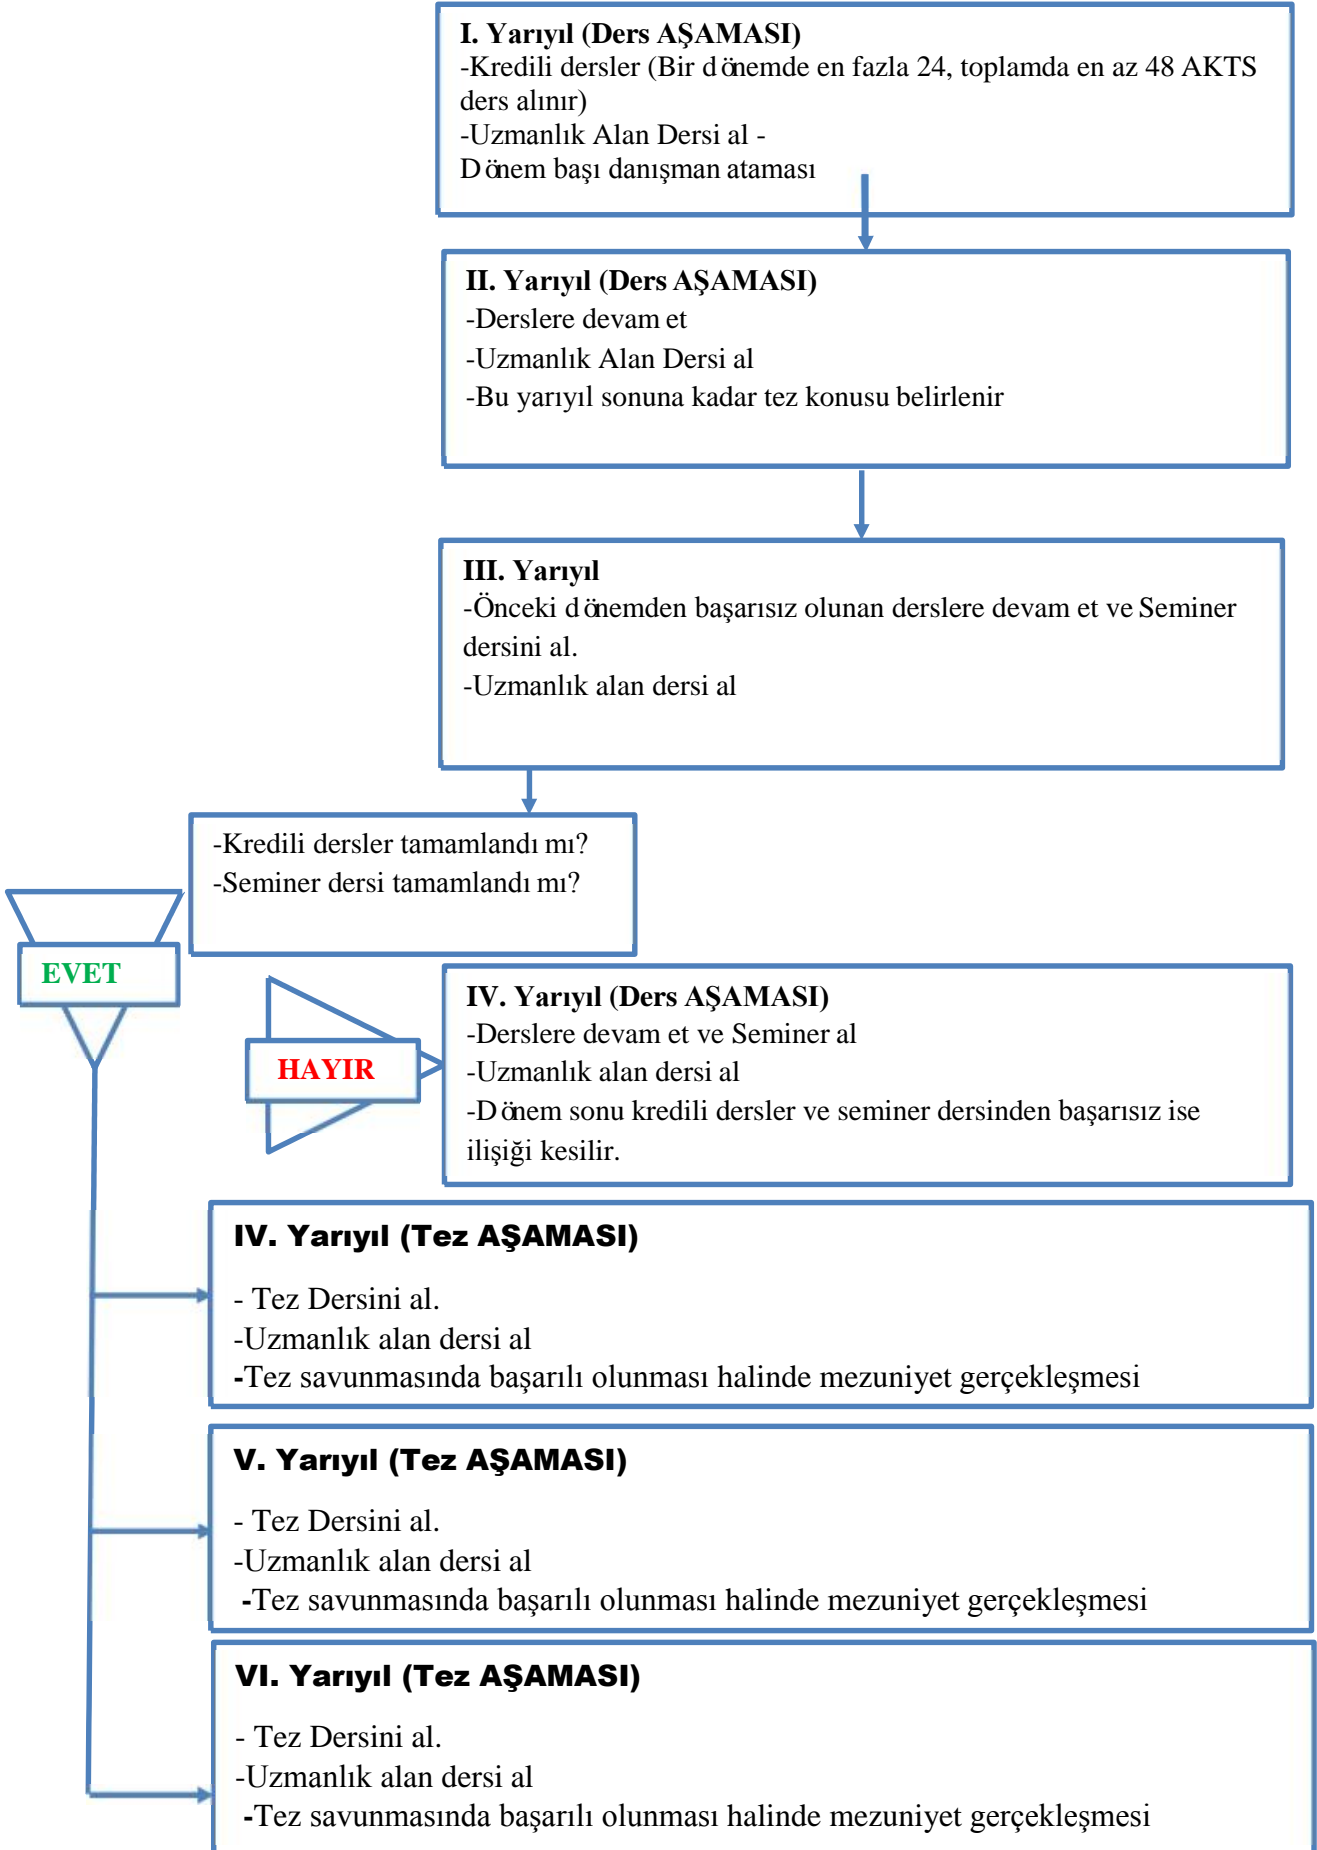 I. Yarıyıl (Ders AŞAMASI)
-Kredili dersler (Bir dönemde en fazla 24, toplamda en az 48 AKTS
ders alınır)
-Uzmanlık Alan Dersi al -
Dönem başı danışman ataması
II. Yarıyıl (Ders AŞAMASI)
-Derslere devam et
-Uzmanlık Alan Dersi al
-Bu yarıyıl sonuna kadar tez konusu belirlenir
III. Yarıyıl
-Önceki dönemden başarısız olunan derslere devam et ve Seminer
dersini al.
-Uzmanlık alan dersi al
-Kredili dersler tamamlandı mı?
-Seminer dersi tamamlandı mı?
EVET
HAYIR
IV. Yarıyıl (Ders AŞAMASI)
-Derslere devam et ve Seminer al
-Uzmanlık alan dersi al
-Dönem sonu kredili dersler ve seminer dersinden başarısız ise
ilişiği kesilir.
IV. Yarıyıl (Tez AŞAMASI)
- Tez Dersini al.
-Uzmanlık alan dersi al
-Tez savunmasında başarılı olunması halinde mezuniyet gerçekleşmesi
V. Yarıyıl (Tez AŞAMASI)
- Tez Dersini al.
-Uzmanlık alan dersi al
-Tez savunmasında başarılı olunması halinde mezuniyet gerçekleşmesi
VI. Yarıyıl (Tez AŞAMASI)
- Tez Dersini al.
-Uzmanlık alan dersi al
-Tez savunmasında başarılı olunması halinde mezuniyet gerçekleşmesi